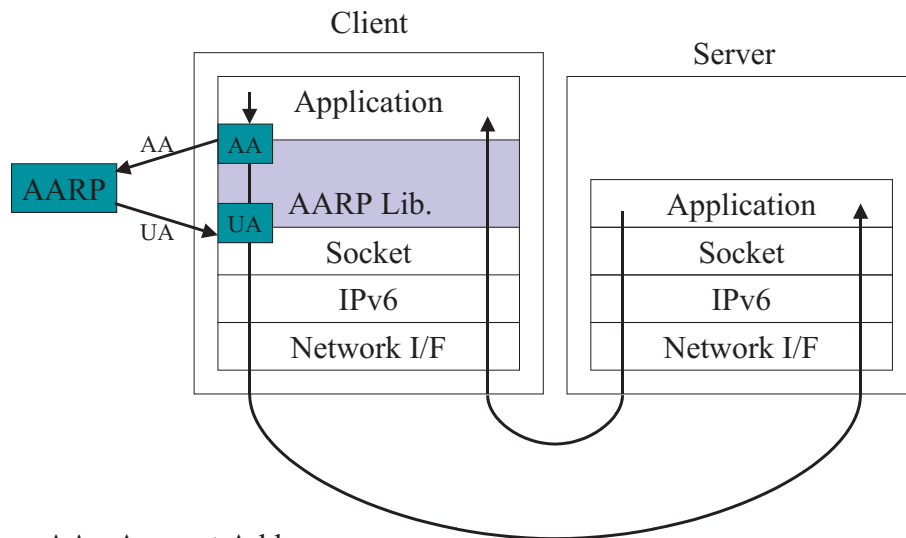 Client
Server
Application
AA
AA
AARP
AARP Lib.
UA
UA
Application
Socket
Socket
IPv6
IPv6
Network I/F
Network I/F